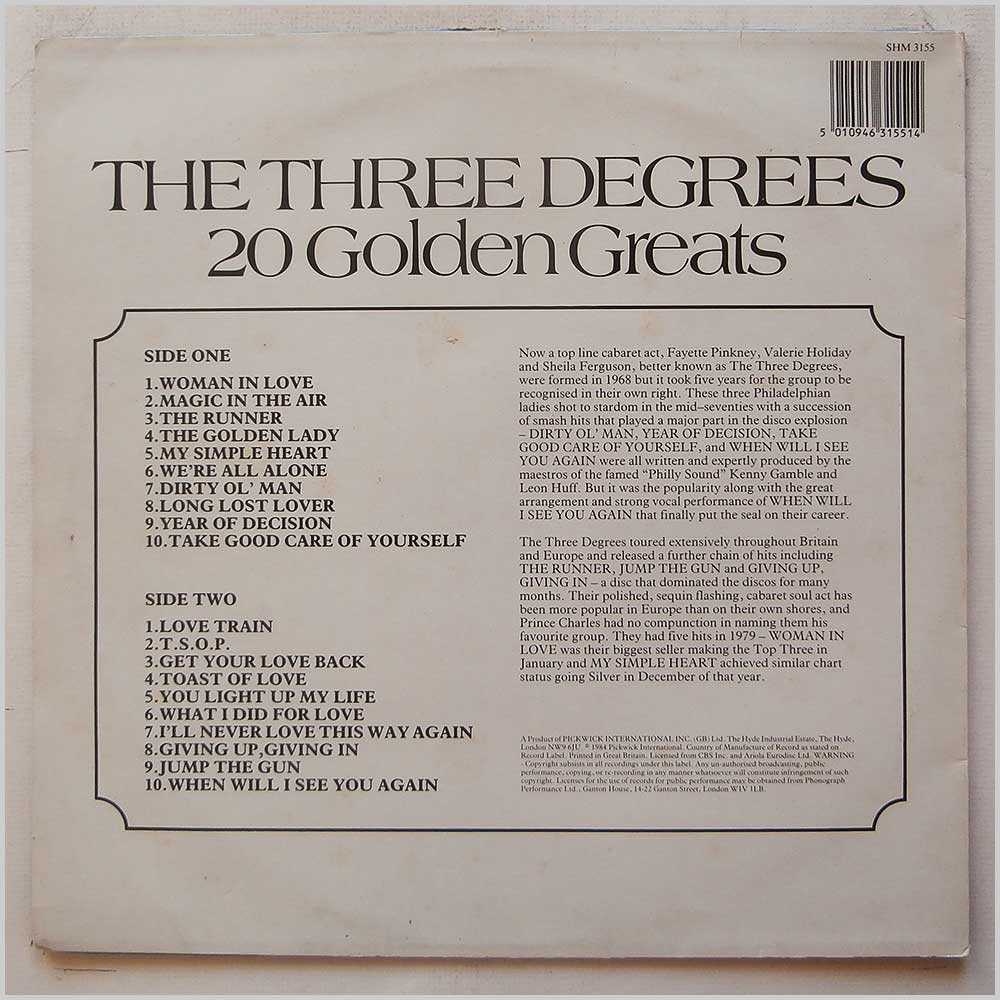 SHM 3155
5 010946 315514
THE THREE DEGREES
20 Golden Greats
SIDE ONE
1.WOMAN IN LOVE
2.MAGIC IN THE AIR
3.THE RUNNER
4.THE GOLDEN LADY
5.MY SIMPLE HEART
6.WE'RE ALL ALONE
7.DIRTY OL' MAN
8.LONG LOST LOVER
9.YEAR OF DECISION
10.TAKE GOOD CARE OF YOURSELF
SIDE TWO
1.LOVE TRAIN
2.T.S.O.P.
3.GET YOUR LOVE BACK
4.TOAST OF LOVE
5.YOU LIGHT UP MY LIFE
6.WHAT I DID FOR LOVE
7.I'LL NEVER LOVE THIS WAY AGAIN
8.GIVING UP,GIVING IN
9.JUMP THE GUN
10.WHEN WILL I SEE YOU AGAIN
Now a top line cabaret act, Fayette Pinkney, Valerie Holiday
and Sheila Ferguson, better known as The Three Degrees,
were formed in 1968 but it took five years for the group to be
recognised in their own right. These three Philadelphian
ladies shot to stardom in the mid–seventies with a succession
of smash hits that played a major part in the disco explosion
– DIRTY OL' MAN, YEAR OF DECISION, TAKE
GOOD CARE OF YOURSELF, and WHEN WILL I SEE
YOU AGAIN were all written and expertly produced by the
maestros of the famed "Philly Sound" Kenny Gamble and
Leon Huff. But it was the popularity along with the great
arrangement and strong vocal performance of WHEN WILL
I SEE YOU AGAIN that finally put the seal on their career.
The Three Degrees toured extensively throughout Britain
and Europe and released a further chain of hits including
THE RUNNER, JUMP THE GUN and GIVING UP,
GIVING IN – a disc that dominated the discos for many
months. Their polished, sequin flashing, cabaret soul act has
been more popular in Europe than on their own shores, and
Prince Charles had no compunction in naming them his
favourite group. They had five hits in 1979 – WOMAN IN
LOVE was their biggest seller making the Top Three in
January and MY SIMPLE HEART achieved similar chart
status going Silver in December of that year.
A Product of PICKWICK INTERNATIONAL INC. (GB) Ltd. The Hyde Industrial Estate, The Hyde,
London NW9 6JU. ℗ 1984 Pickwick International. Country of Manufacture of Record as stated on
Record Label. Printed in Great Britain. Licensed from CBS Inc. and Ariola Eurodisc Ltd. WARNING
- Copyright subsists in all recordings under this label. Any un-authorised broadcasting, public
performance, copying, or re-recording in any manner whatsoever will constitute infringement of such
copyright. Licenses for the use of records for public performance may be obtained from Phonograph
Performance Ltd., Ganton House, 14-22 Ganton Street, London W1V 1LB.